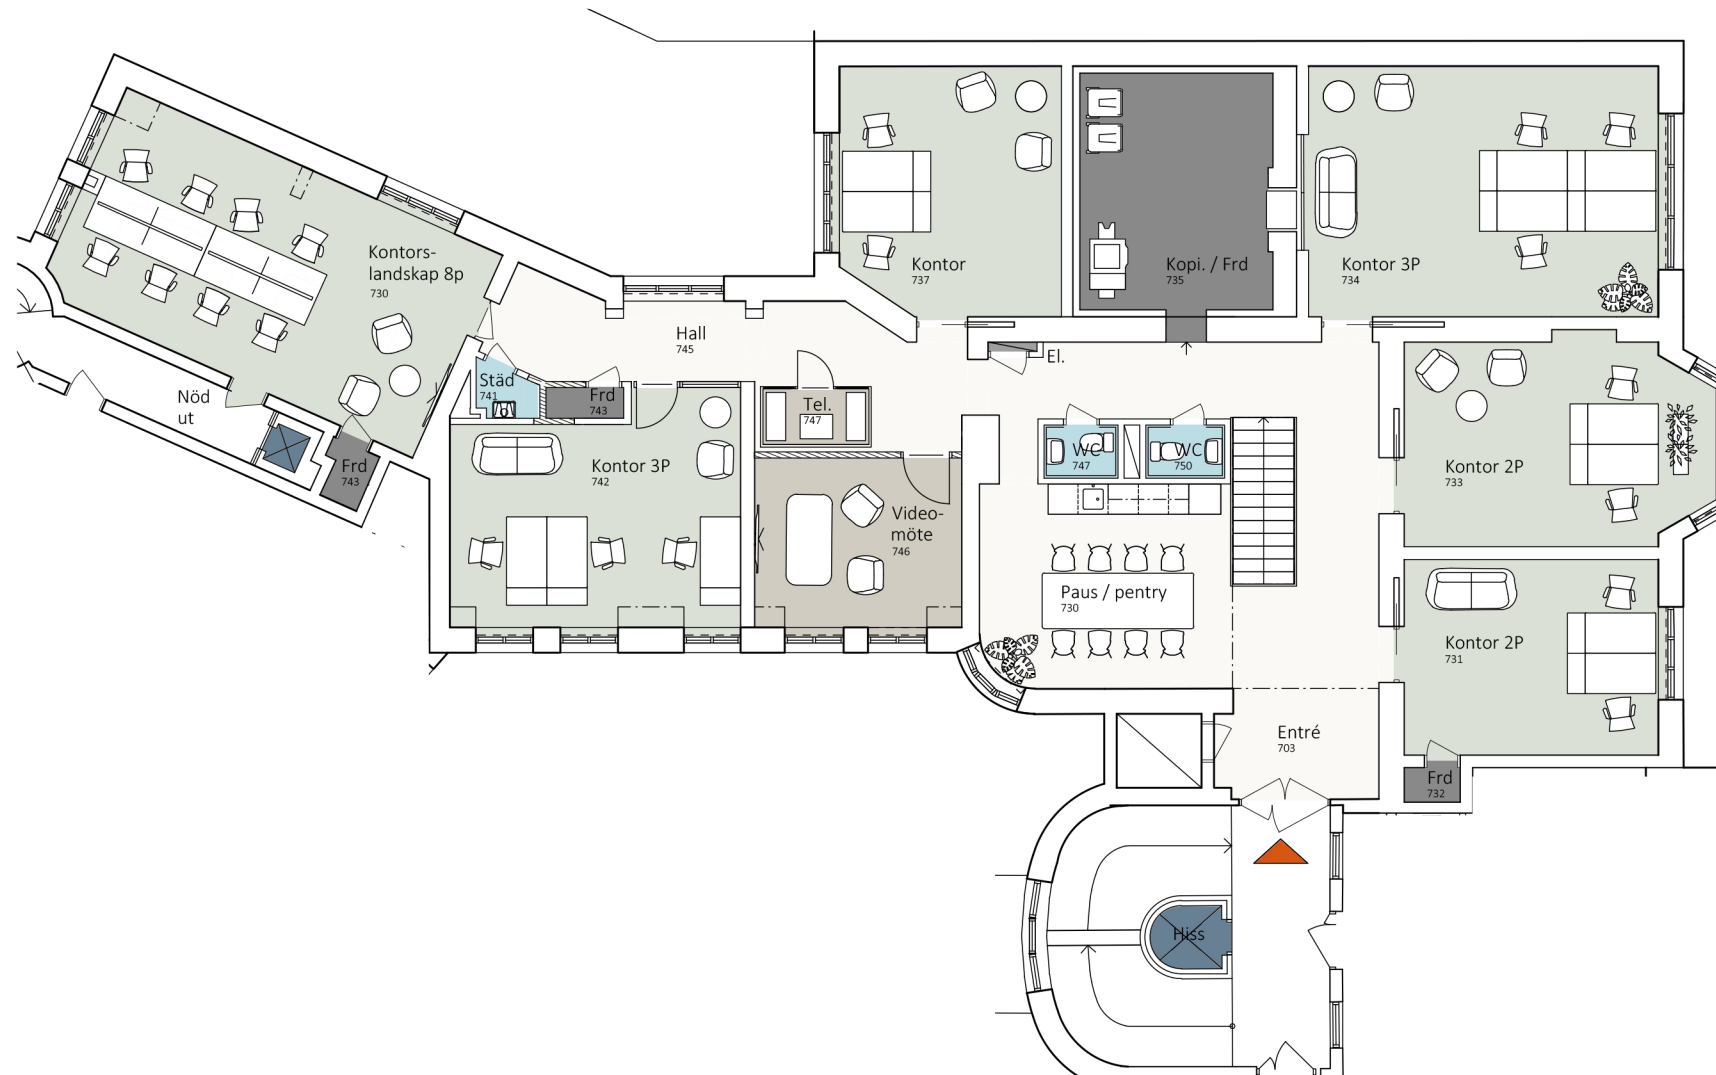 Kontors-
landskap 8p
730
Kontor
737
Kopi. / Frd
735
Kontor 3P
734
Hall
745
El.
Städ
741
Frd
743
Nöd
ut
Tel.
747
Frd
743
Kontor 3P
742
WC
747
WC
750
Kontor 2P
733
Video-
möte
746
Paus / pentry
730
Kontor 2P
731
Entré
703
Frd
732
Hiss